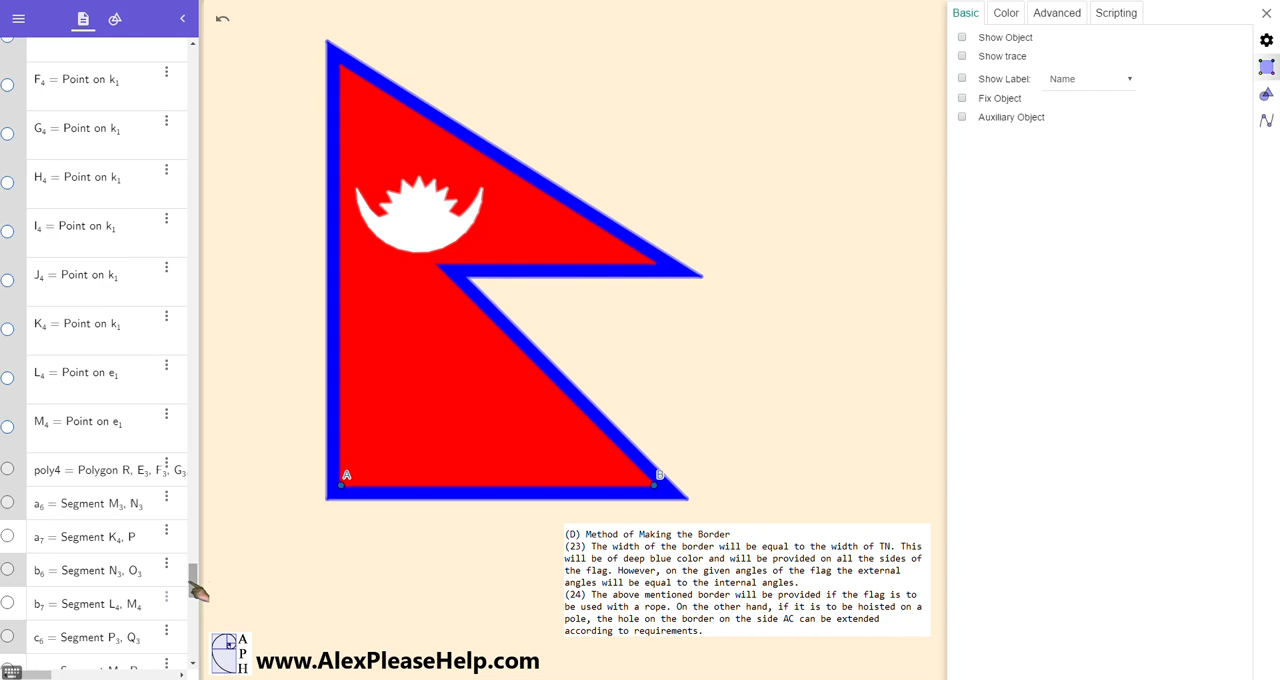 Basic
Color
Advanced
Scripting
Show Object
Show trace
Show Label:
Name
Fix Object
Auxiliary Object
F4 = Point on k1
G4 = Point on k1
H4 = Point on k1
I4 = Point on k1
J4 = Point on k1
K4 = Point on k1
L4 = Point on e1
M4 = Point on e1
poly4 = Polygon R, E3, F3, G3
a6 = Segment M3, N3
a7 = Segment K4, P
b6 = Segment N3, O3
b7 = Segment L4, M4
c6 = Segment P3, Q3
A
B
(D) Method of Making the Border
(23) The width of the border will be equal to the width of TN. This
will be of deep blue color and will be provided on all the sides of
the flag. However, on the given angles of the flag the external
angles will be equal to the internal angles.
(24) The above mentioned border will be provided if the flag is to
be used with a rope. On the other hand, if it is to be hoisted on a
pole, the hole on the border on the side AC can be extended
according to requirements.
A
P
H
www.AlexPleaseHelp.com